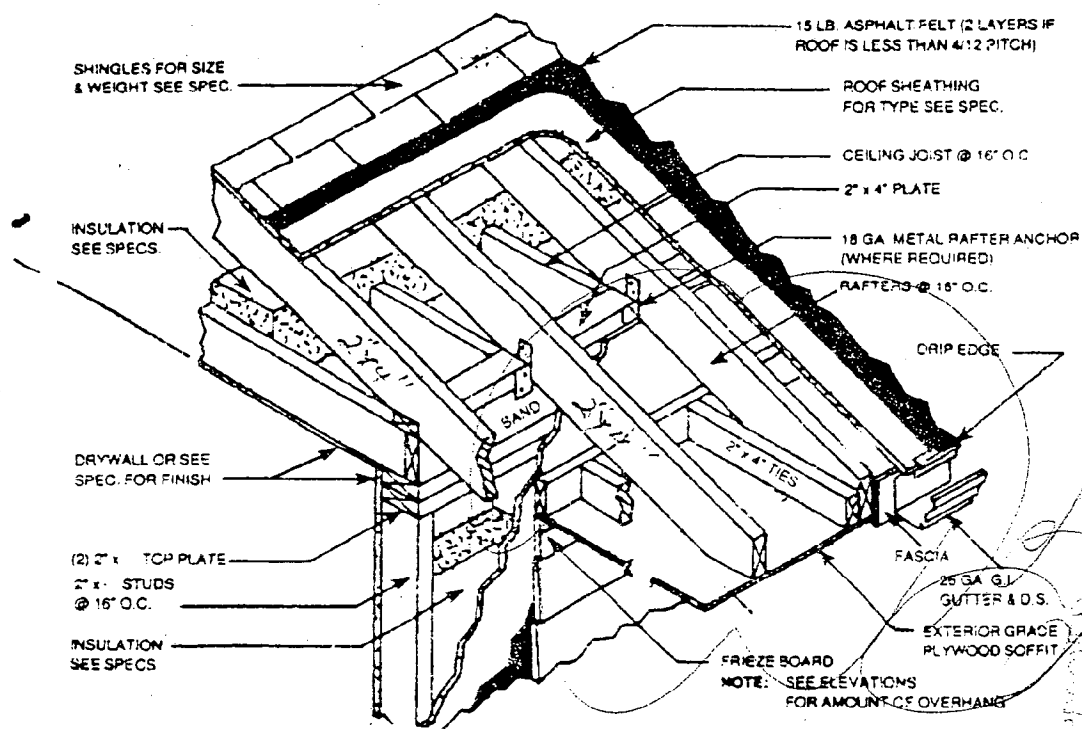 15 LB. ASPHALT FELT (2 LAYERS IF
ROOF IS LESS THAN 4/12 PITCH)
SHINGLES FOR SIZE
& WEIGHT SEE SPEC.
ROOF SHEATHING
FOR TYPE SEE SPEC.
CEILING JOIST @ 16" O.C.
2" x 4" PLATE
INSULATION
SEE SPECS.
18 GA. METAL RAFTER ANCHOR
(WHERE REQUIRED)
RAFTERS @ 16" O.C.
DRIP EDGE
2"x4"
BAND
2" x 4" TIES
DRYWALL OR SEE
SPEC. FOR FINISH
(2) 2" x TOP PLATE
2" x STUDS
@ 16" O.C.
FASCIA
25 GA. G.I.
GUTTER & D.S.
INSULATION
SEE SPECS
EXTERIOR GRADE
PLYWOOD SOFFIT
FRIEZE BOARD
NOTE: SEE ELEVATIONS
FOR AMOUNT OF OVERHANG